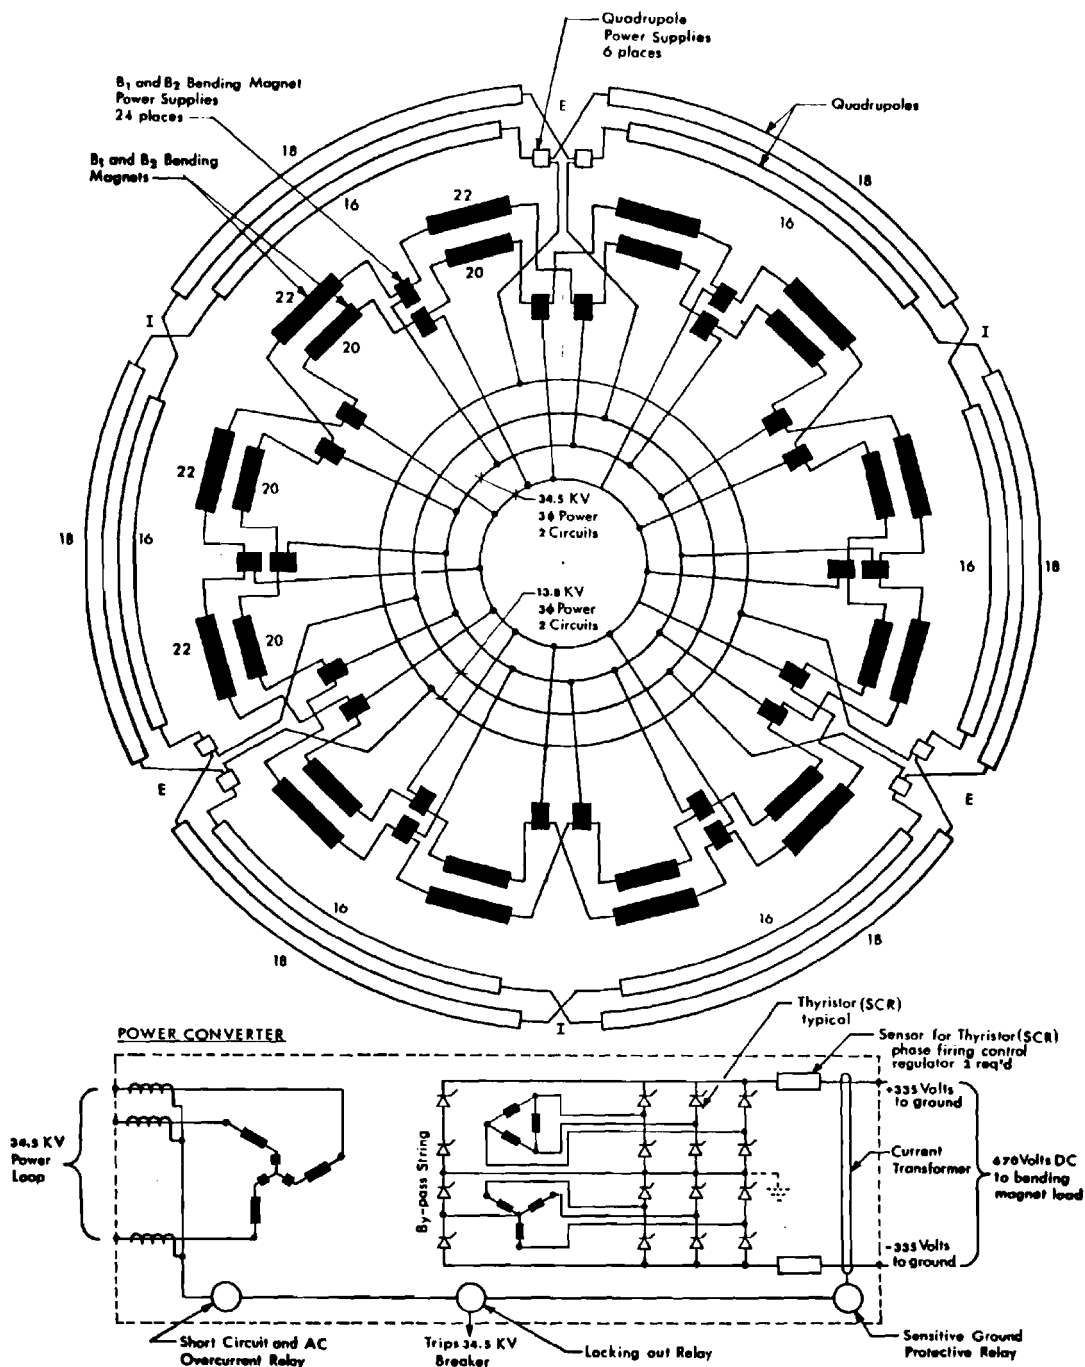 Quadrupole
Power Supplies
6 places
B₁ and B₂ Bending Magnet
Power Supplies
24 places
E
Quadrupoles
18
B₁ and B₂ Bending
Magnets
18
16
22
16
20
22
I
20
I
22
20
18
16
16
18
34.5 KV
3ϕ Power
2 Circuits
13.8 KV
3ϕ Power
2 Circuits
22
20
E
E
16
16
18
18
I
POWER CONVERTER
Thyristor (SCR)
typical
Sensor for Thyristor (SCR)
phase firing control
regulator 2 req'd
+335 Volts
to ground
34.5 KV
Power
Loop
By-pass String
Current
Transformer
670 Volts DC
to bending
magnet load
-335 Volts
to ground
Short Circuit and AC
Overcurrent Relay
Trips 34.5 KV
Breaker
Locking out Relay
Sensitive Ground
Protective Relay